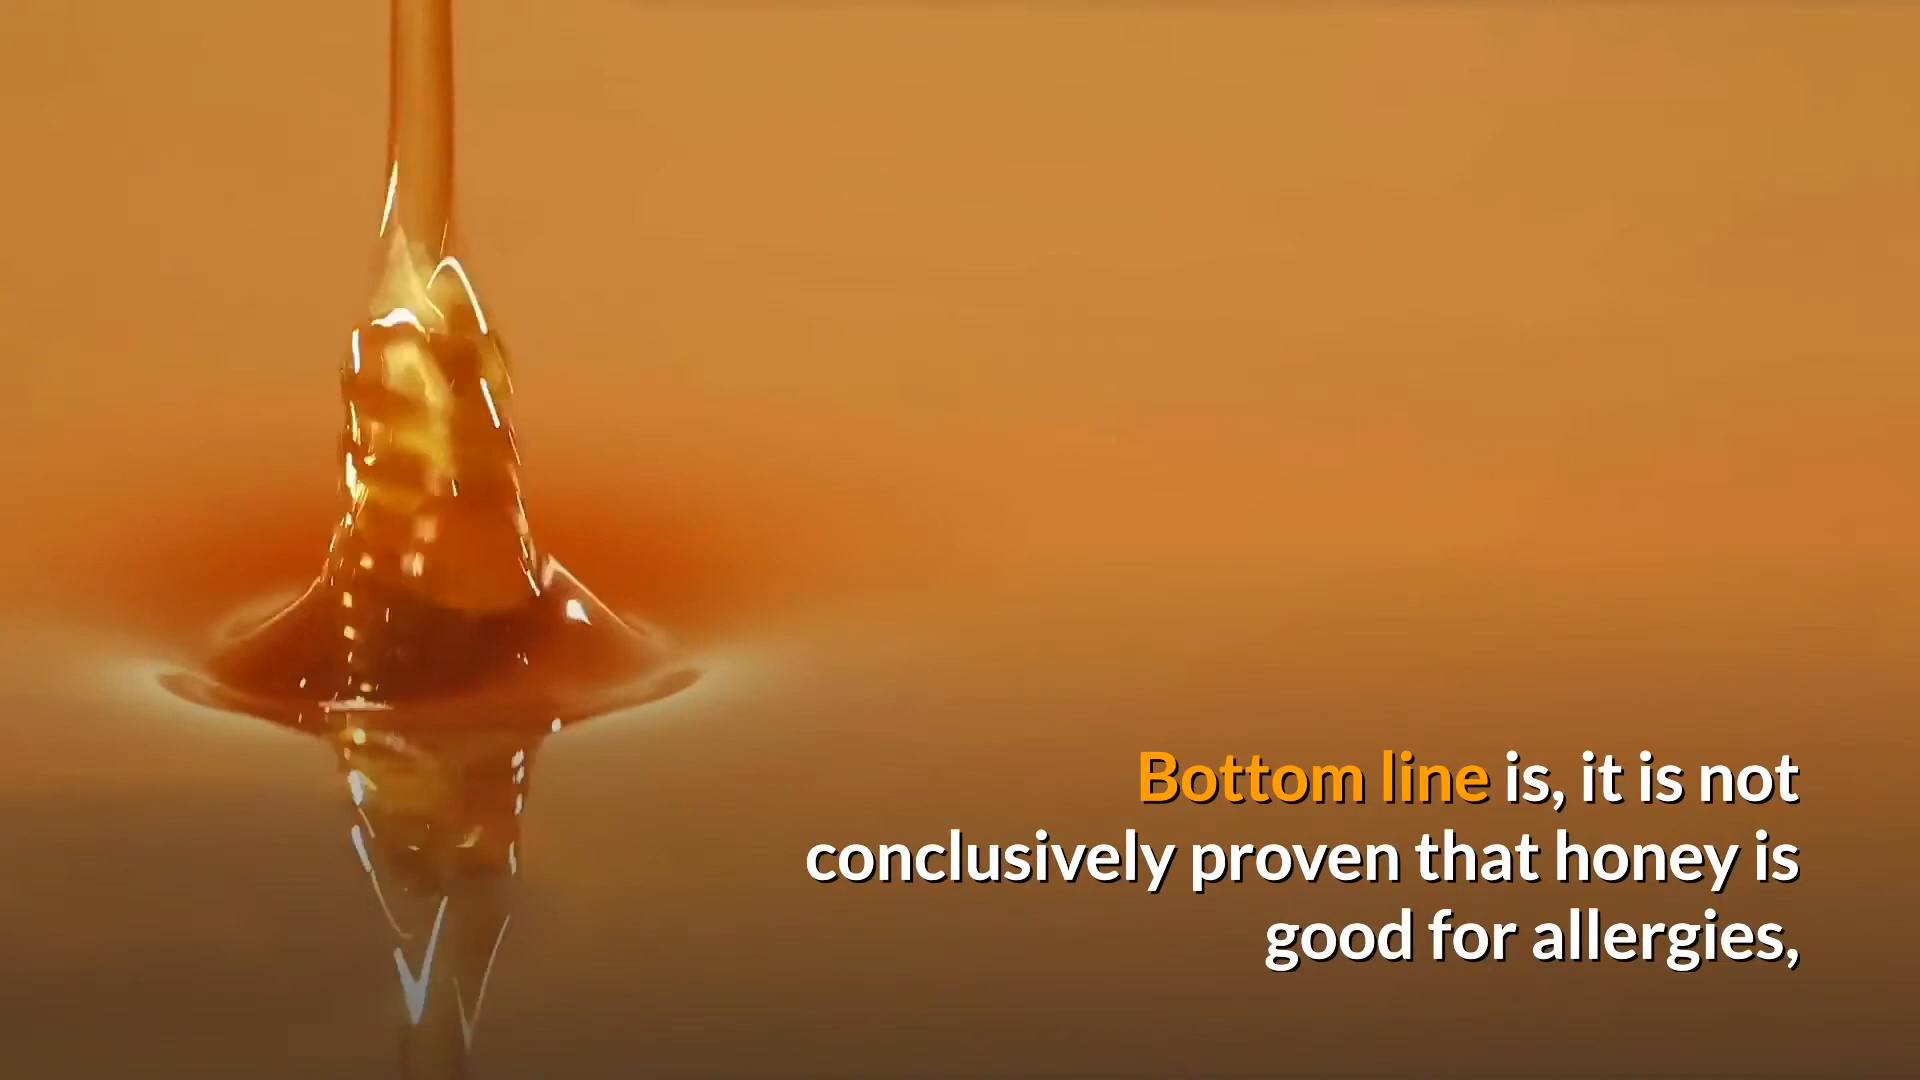 Bottom line is, it is not
conclusively proven that honey is
good for allergies,